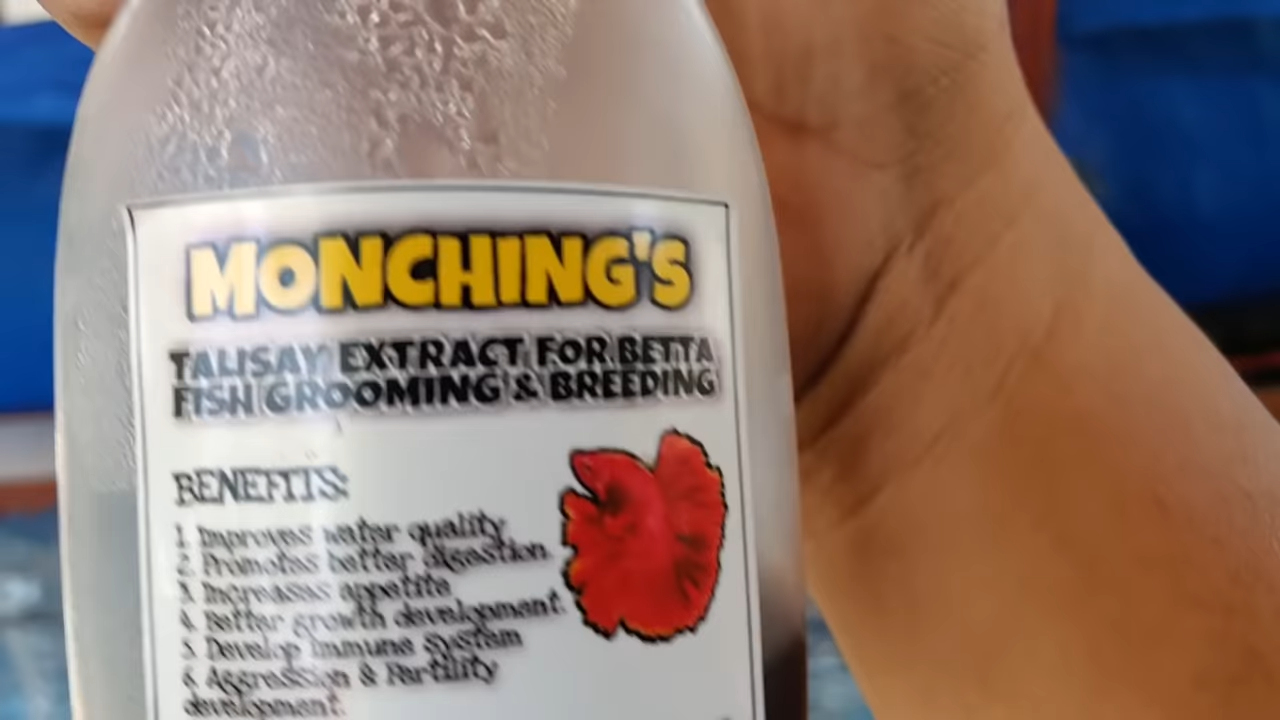 MONCHING'S
TALISAY EXTRACT FOR BETTA
FISH GROOMING & BREEDING
BENEFITS:
1. Improves water quality
2. Promotes better digestion
3. Increases appetite
4. Better growth development.
5. Develop Immune System
6. Aggression & Fertility
development.